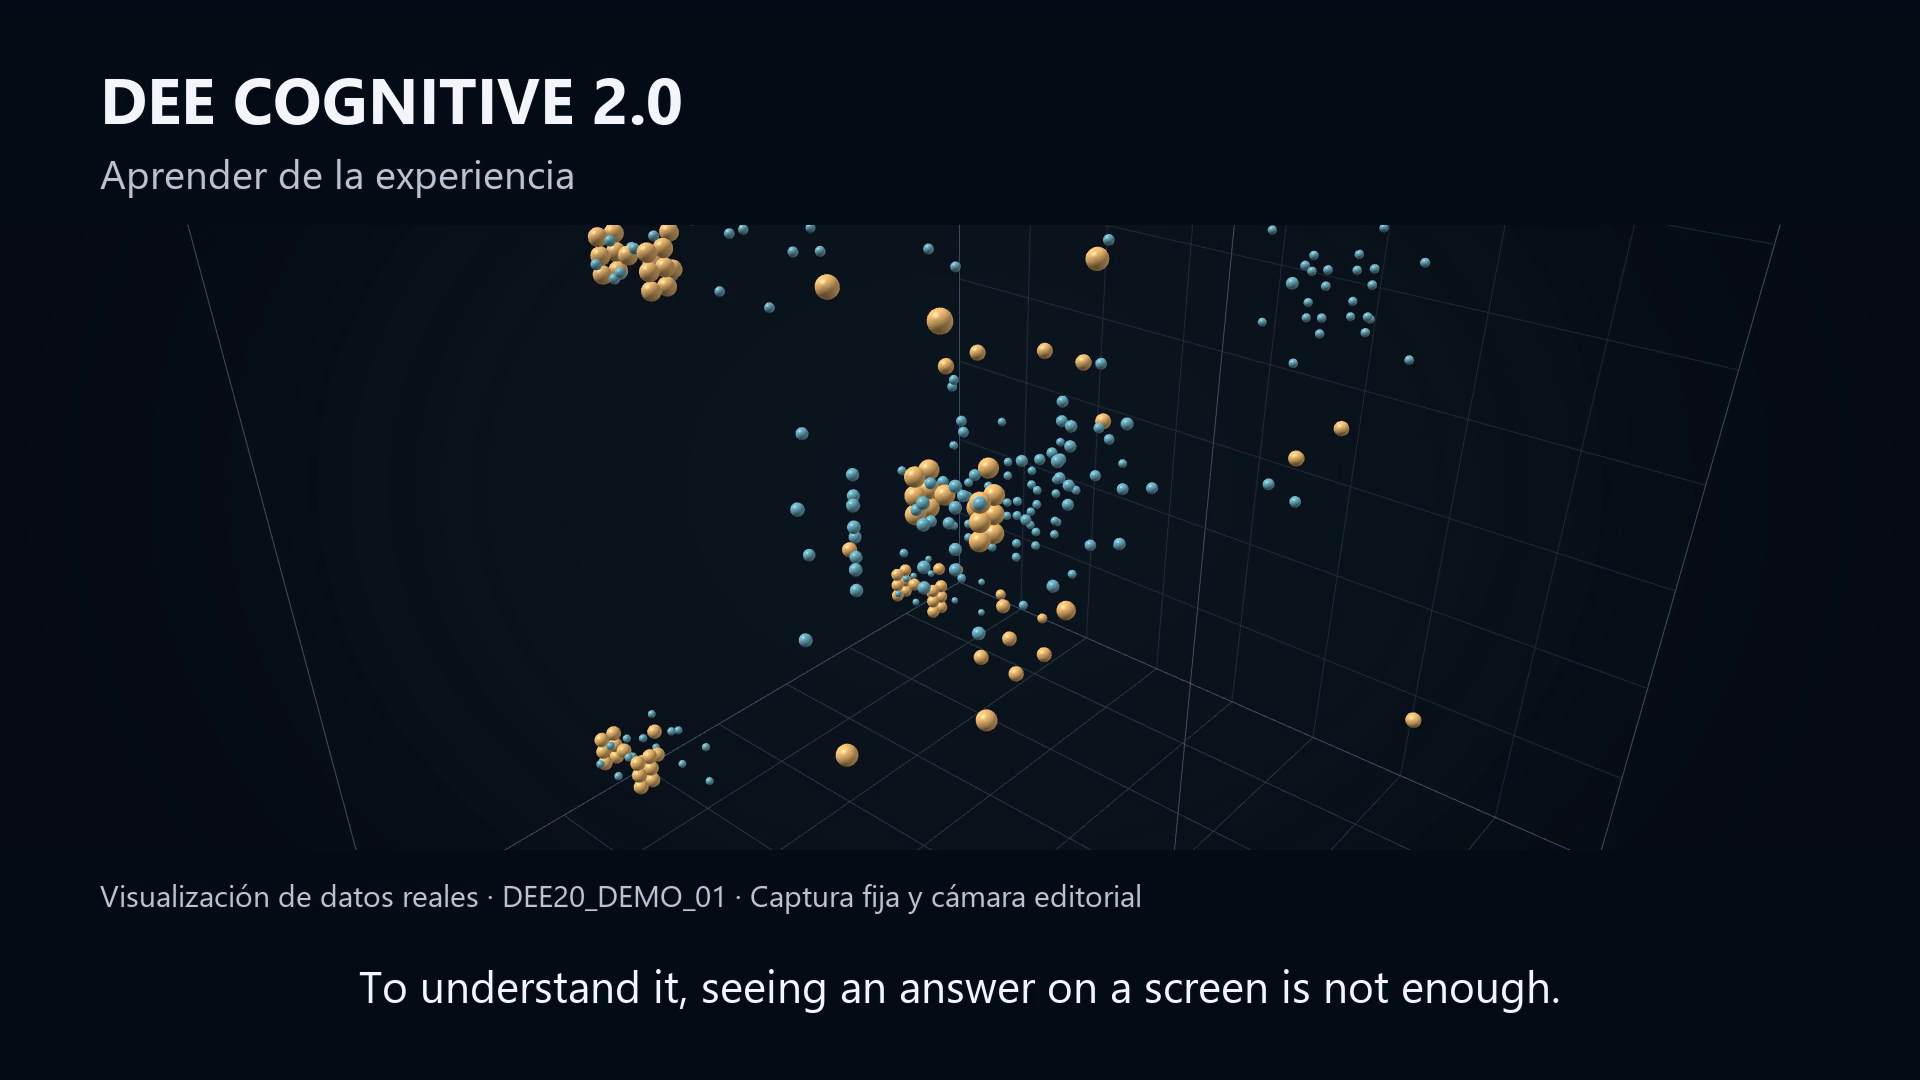 DEE COGNITIVE 2.0
Aprender de la experiencia
Visualización de datos reales · DEE20_DEMO_01 · Captura fija y cámara editorial
To understand it, seeing an answer on a screen is not enough.